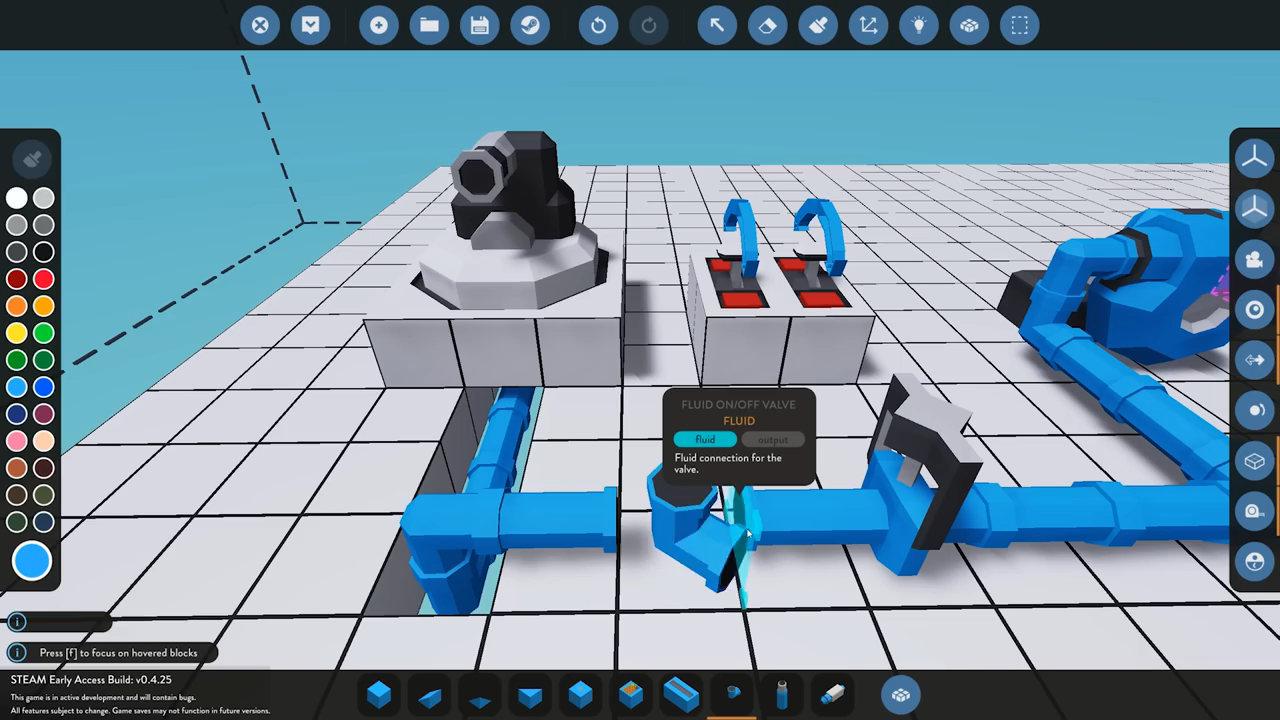 FLUID ON/OFF VALVE
FLUID
fluid output
Fluid connection for the
valve.
Press [f] to focus on hovered blocks
STEAM Early Access Build: v0.4.25
This game is in active development and will contain bugs.
All features subject to change. Game saves may not function in future versions.